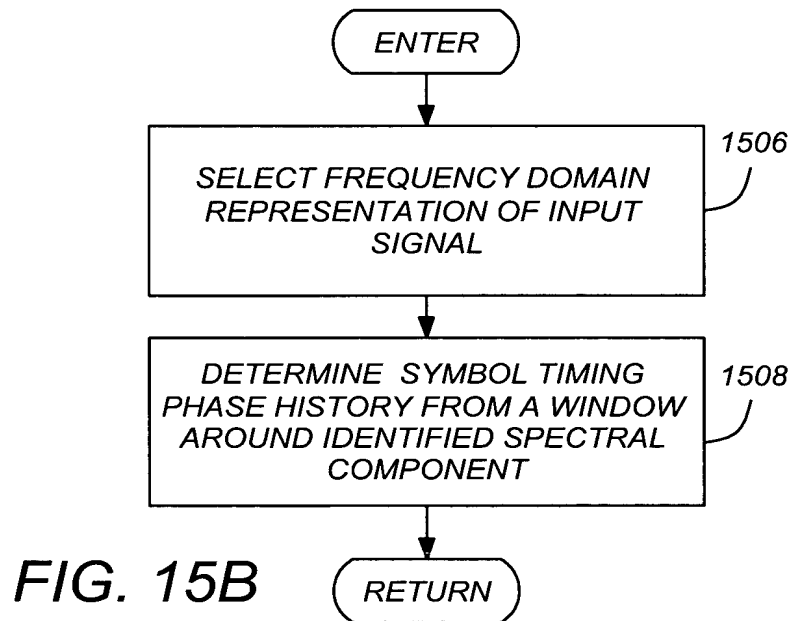 ENTER
1506
SELECT FREQUENCY DOMAIN
REPRESENTATION OF INPUT
SIGNAL
1508
DETERMINE SYMBOL TIMING
PHASE HISTORY FROM A WINDOW
AROUND IDENTIFIED SPECTRAL
COMPONENT
FIG. 15B
RETURN